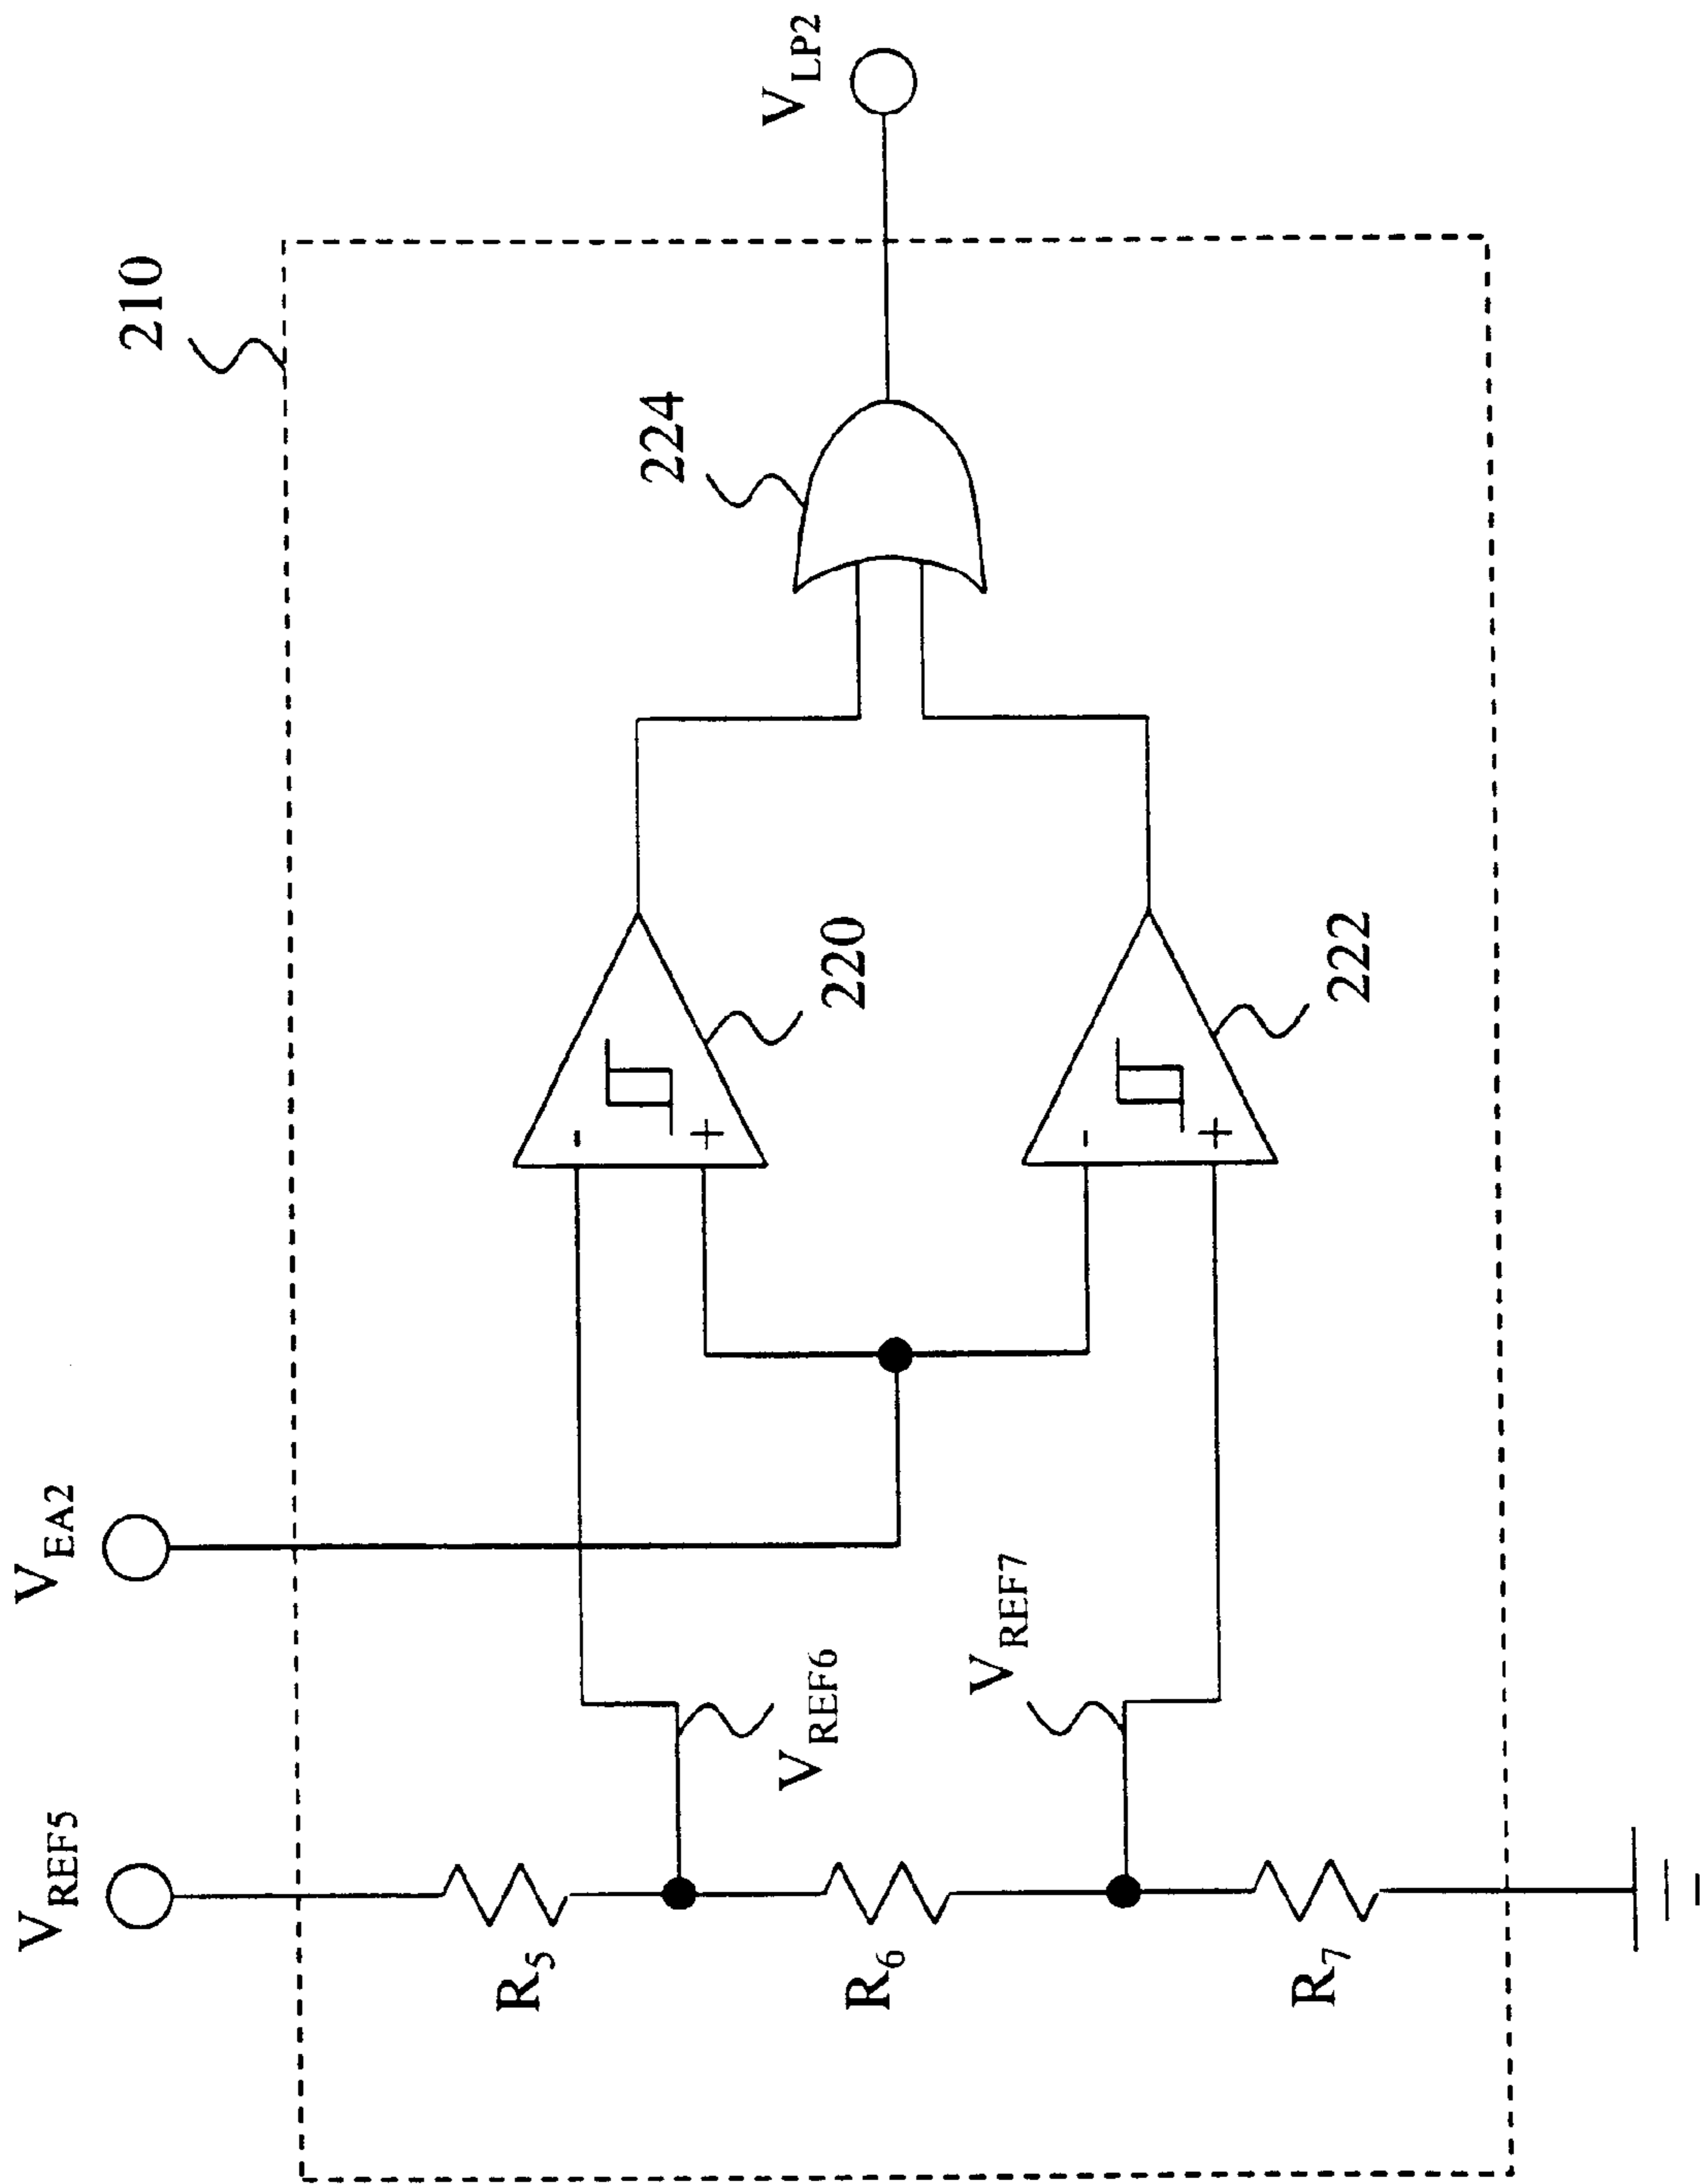 V_REF5
V_EA2
210
V_LP2
R_5
R_6
R_7
V_REF6
V_REF7
-
+
220
-
+
222
224